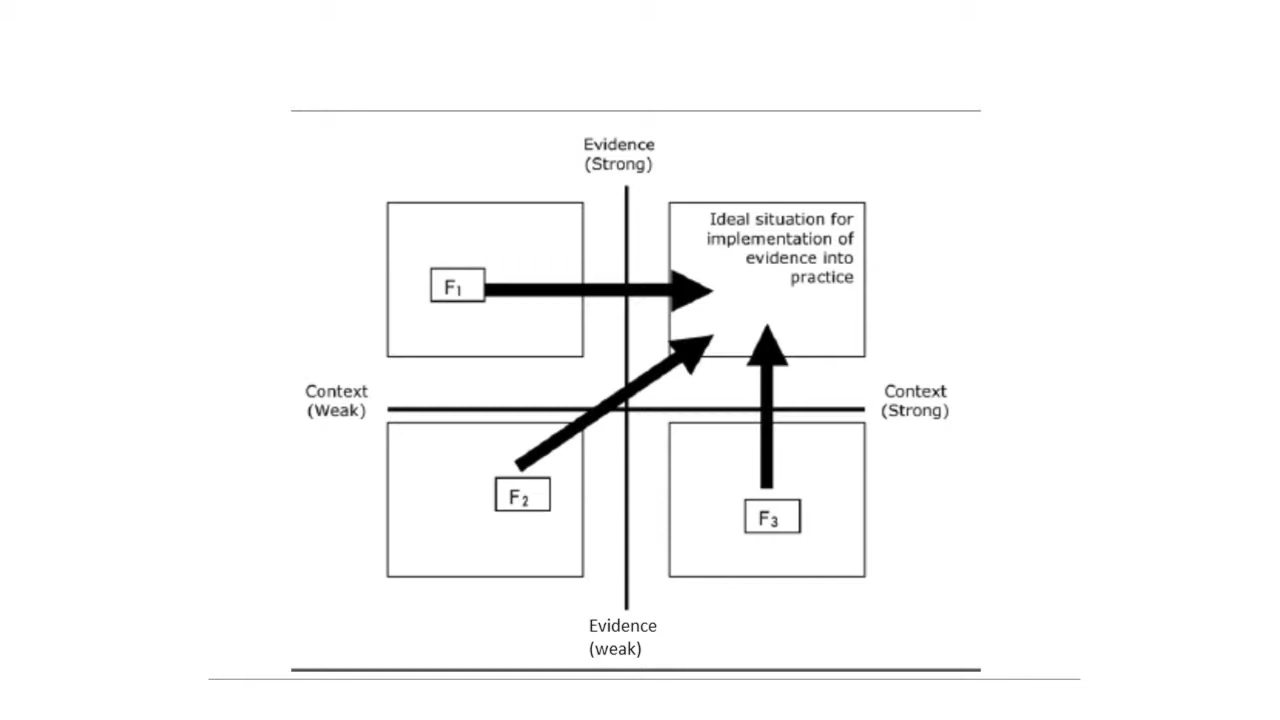 Evidence
(Strong)
Ideal situation for
implementation of
evidence into
practice
F₁
Context
(Weak)
Context
(Strong)
F₂
F₃
Evidence
(weak)